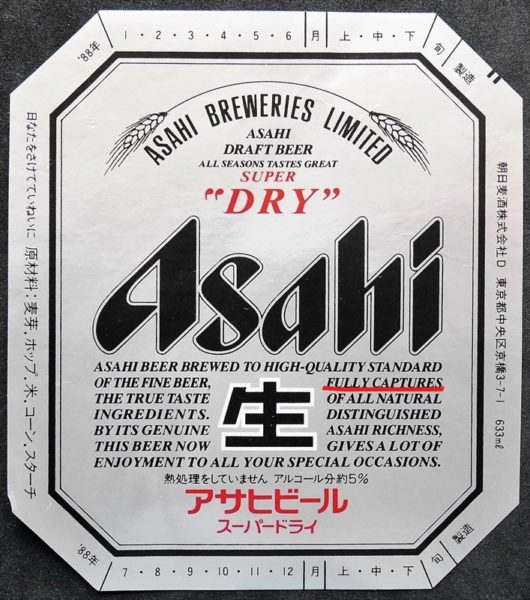 '88年 1・2・3・4・5・6 月 上・中・下 旬 製造
ASAHI BREWERIES LIMITED
ASAHI
DRAFT BEER
ALL SEASONS TASTES GREAT
SUPER
"DRY"
Asahi
ASAHI BEER BREWED TO HIGH-QUALITY STANDARD
OF THE FINE BEER, FULLY CAPTURES
THE TRUE TASTE OF ALL NATURAL
INGREDIENTS. DISTINGUISHED
BY ITS GENUINE ASAHI RICHNESS,
THIS BEER NOW GIVES A LOT OF
ENJOYMENT TO ALL YOUR SPECIAL OCCASIONS.
生
熱処理をしていません アルコール分約5%
アサヒビール
スーパードライ
日なたをさけてていねいに 原材料:麦芽、ホップ、米、コーン、スターチ
朝日麦酒株式会社D 東京都中央区京橋3-7-1 633ml
'88年 7・8・9・10・11・12 月 上・中・下 旬 製造